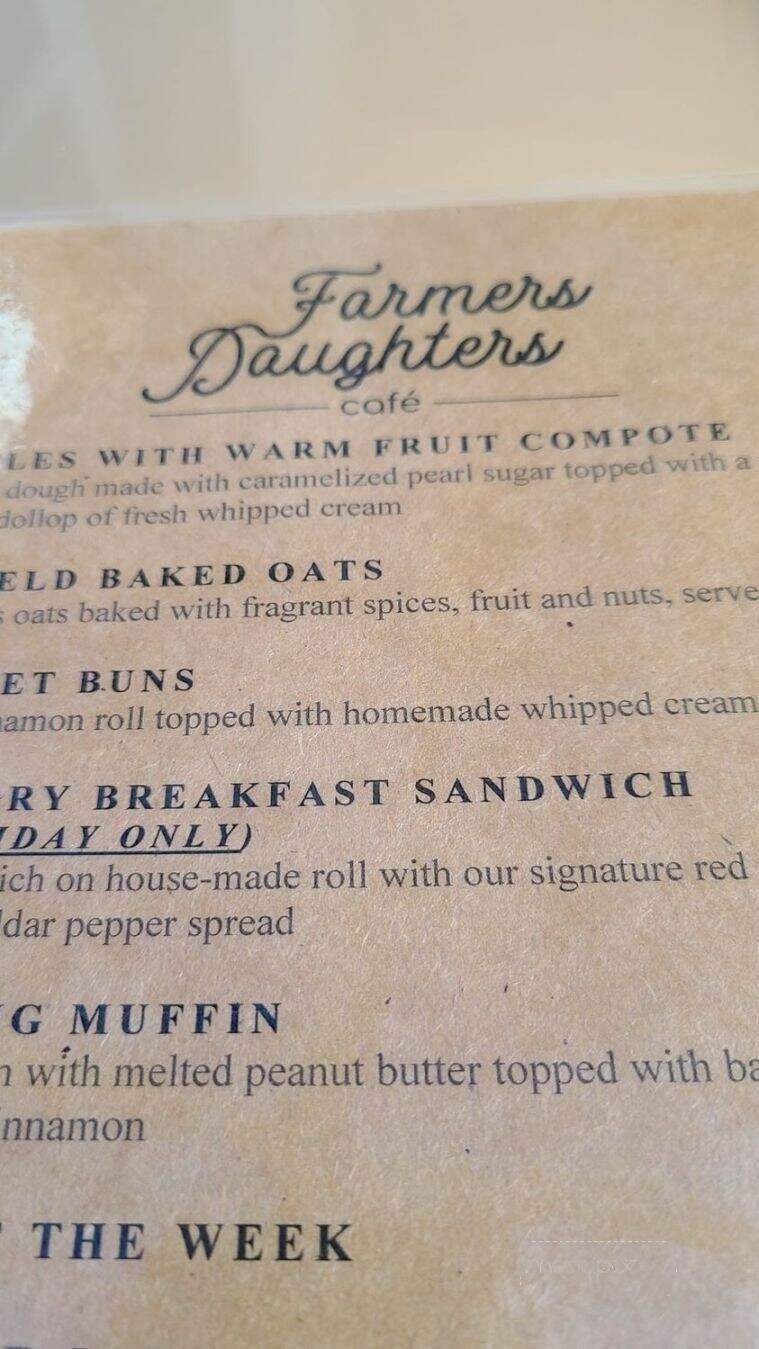 Farmers
Daughters
café
LES WITH WARM FRUIT COMPOTE
dough made with caramelized pearl sugar topped with a
dollop of fresh whipped cream
ELD BAKED OATS
s oats baked with fragrant spices, fruit and nuts, serve
ET BUNS
namon roll topped with homemade whipped cream
RY BREAKFAST SANDWICH
IDAY ONLY)
ich on house-made roll with our signature red
ldar pepper spread
G MUFFIN
n with melted peanut butter topped with ba
nnamon
THE WEEK